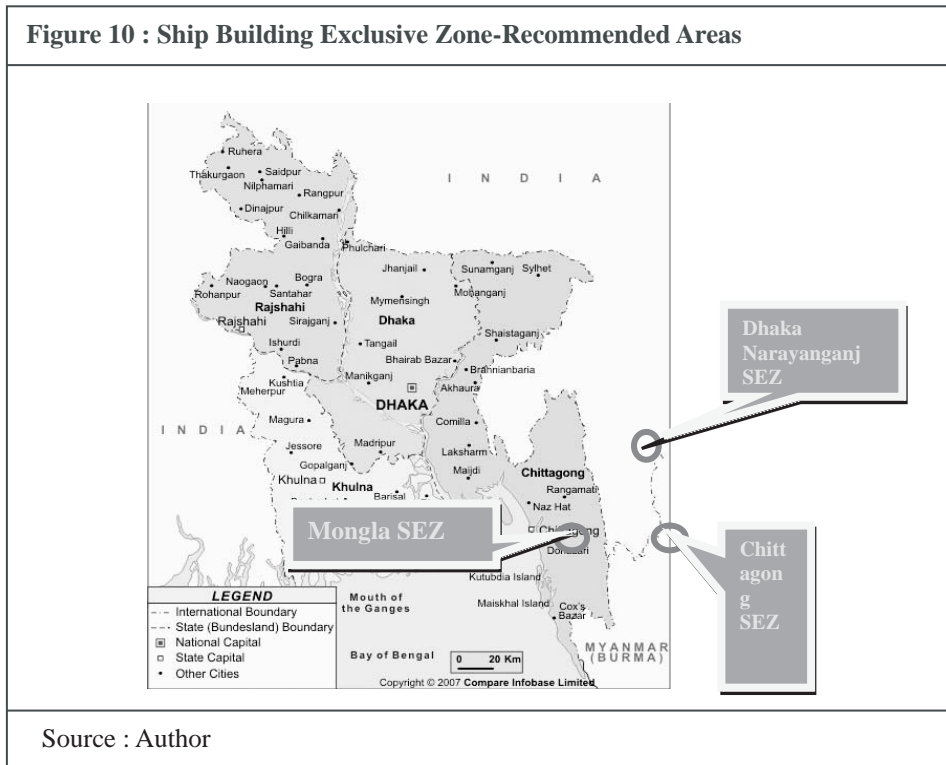 Figure 10 : Ship Building Exclusive Zone-Recommended Areas
Ruhera
Thakurgaon
Saidpur
Nilphamari
Rangpur
Dinajpur
Chilkamari
Hilli
Gaibanda
Phulchari
I N D I A
Jhanjail
Sunamganj
Sylhet
Mohanganj
Naogaon
Bogra
Rohanpur
Santahar
Mymensingh
Rajshahi
Dhaka
Rajshahi
Sirajganj
Shaistaganj
Ishurdi
Tangail
Pabna
Bhairab Bazar
Brannianbaria
Kushtia
Manikganj
Akhaura
Meherpur
DHAKA
Magura
Comilla
I N D I A
Jessore
Madripur
Laksharm
Gopalganj
Maijdi
Chittagong
Khulna
Khulna
Rangamati
Barisal
Naz Hat
Dhaka
Narayanganj
SEZ
Mongla SEZ
Chitt
agon
g
SEZ
Kutubdia Island
Mouth of
the Ganges
Maiskhal Island
Cox's
Bazar
MYANMAR
(BURMA)
Bay of Bengal
0 20 Km
LEGEND
International Boundary
State (Bundesland) Boundary
National Capital
State Capital
Other Cities
Copyright © 2007 Compare Infobase Limited
Source : Author